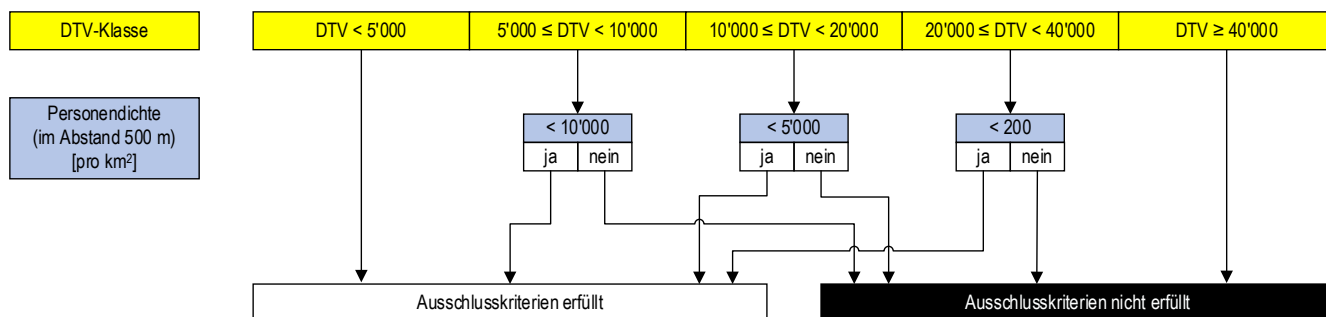 DTV-Klasse
DTV < 5'000
5'000 ≤ DTV < 10'000
10'000 ≤ DTV < 20'000
20'000 ≤ DTV < 40'000
DTV ≥ 40'000
Personendichte
(im Abstand 500 m)
[pro km²]
< 10'000
< 5'000
< 200
ja
nein
ja
nein
ja
nein
Ausschlusskriterien erfüllt
Ausschlusskriterien nicht erfüllt